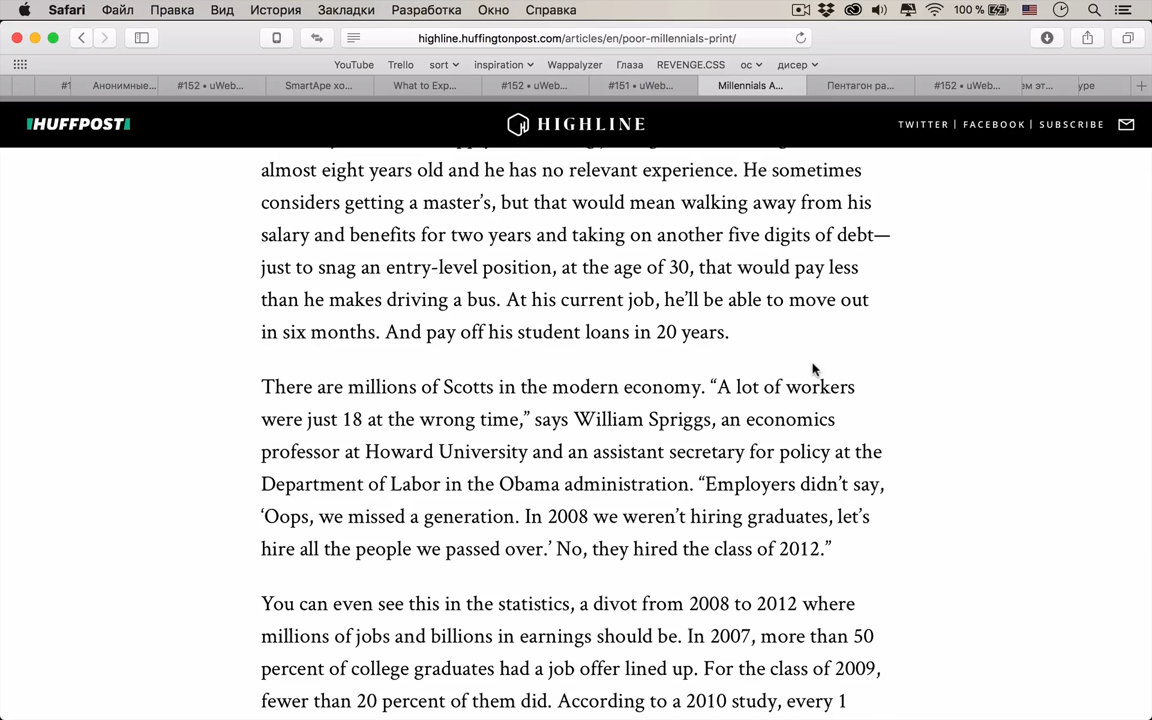 Safari Файл Правка Вид История Закладки Разработка Окно Справка 100 %
highline.huffingtonpost.com/articles/en/poor-millennials-print/
YouTube Trello sort inspiration Wappalyzer Глаза REVENGE.CSS ос дисер
#1 Анонимные... #152 • uWeb... SmartApe хо... What to Exp... #152 • uWeb... #151 • uWeb... Millennials A... Пентагон ра... #152 • uWeb... ем эт... ype
HUFFPOST HIGHLINE TWITTER | FACEBOOK | SUBSCRIBE
almost eight years old and he has no relevant experience. He sometimes
considers getting a master’s, but that would mean walking away from his
salary and benefits for two years and taking on another five digits of debt—
just to snag an entry-level position, at the age of 30, that would pay less
than he makes driving a bus. At his current job, he’ll be able to move out
in six months. And pay off his student loans in 20 years.
There are millions of Scotts in the modern economy. “A lot of workers
were just 18 at the wrong time,” says William Spriggs, an economics
professor at Howard University and an assistant secretary for policy at the
Department of Labor in the Obama administration. “Employers didn’t say,
‘Oops, we missed a generation. In 2008 we weren’t hiring graduates, let’s
hire all the people we passed over.’ No, they hired the class of 2012.”
You can even see this in the statistics, a divot from 2008 to 2012 where
millions of jobs and billions in earnings should be. In 2007, more than 50
percent of college graduates had a job offer lined up. For the class of 2009,
fewer than 20 percent of them did. According to a 2010 study, every 1